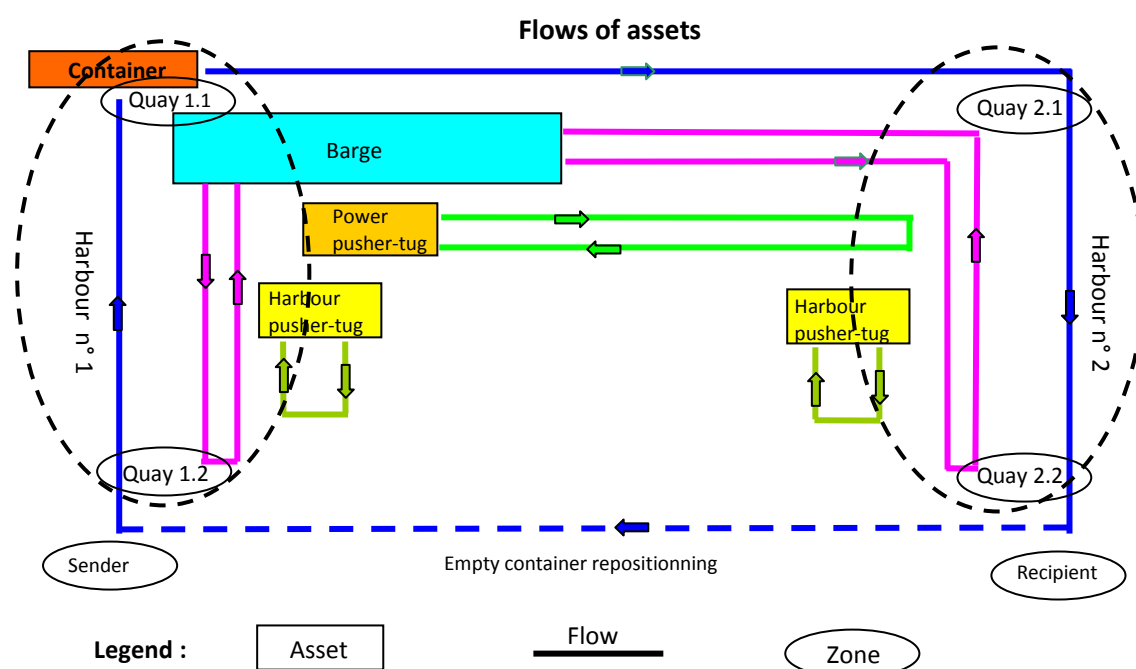 Flows of assets
Container
Quay 1.1
Quay 2.1
Barge
Power
pusher-tug
Harbour n° 1
Harbour n° 2
Harbour
pusher-tug
Harbour
pusher-tug
Quay 1.2
Quay 2.2
Sender
Empty container repositionning
Recipient
Legend :
Asset
Flow
Zone